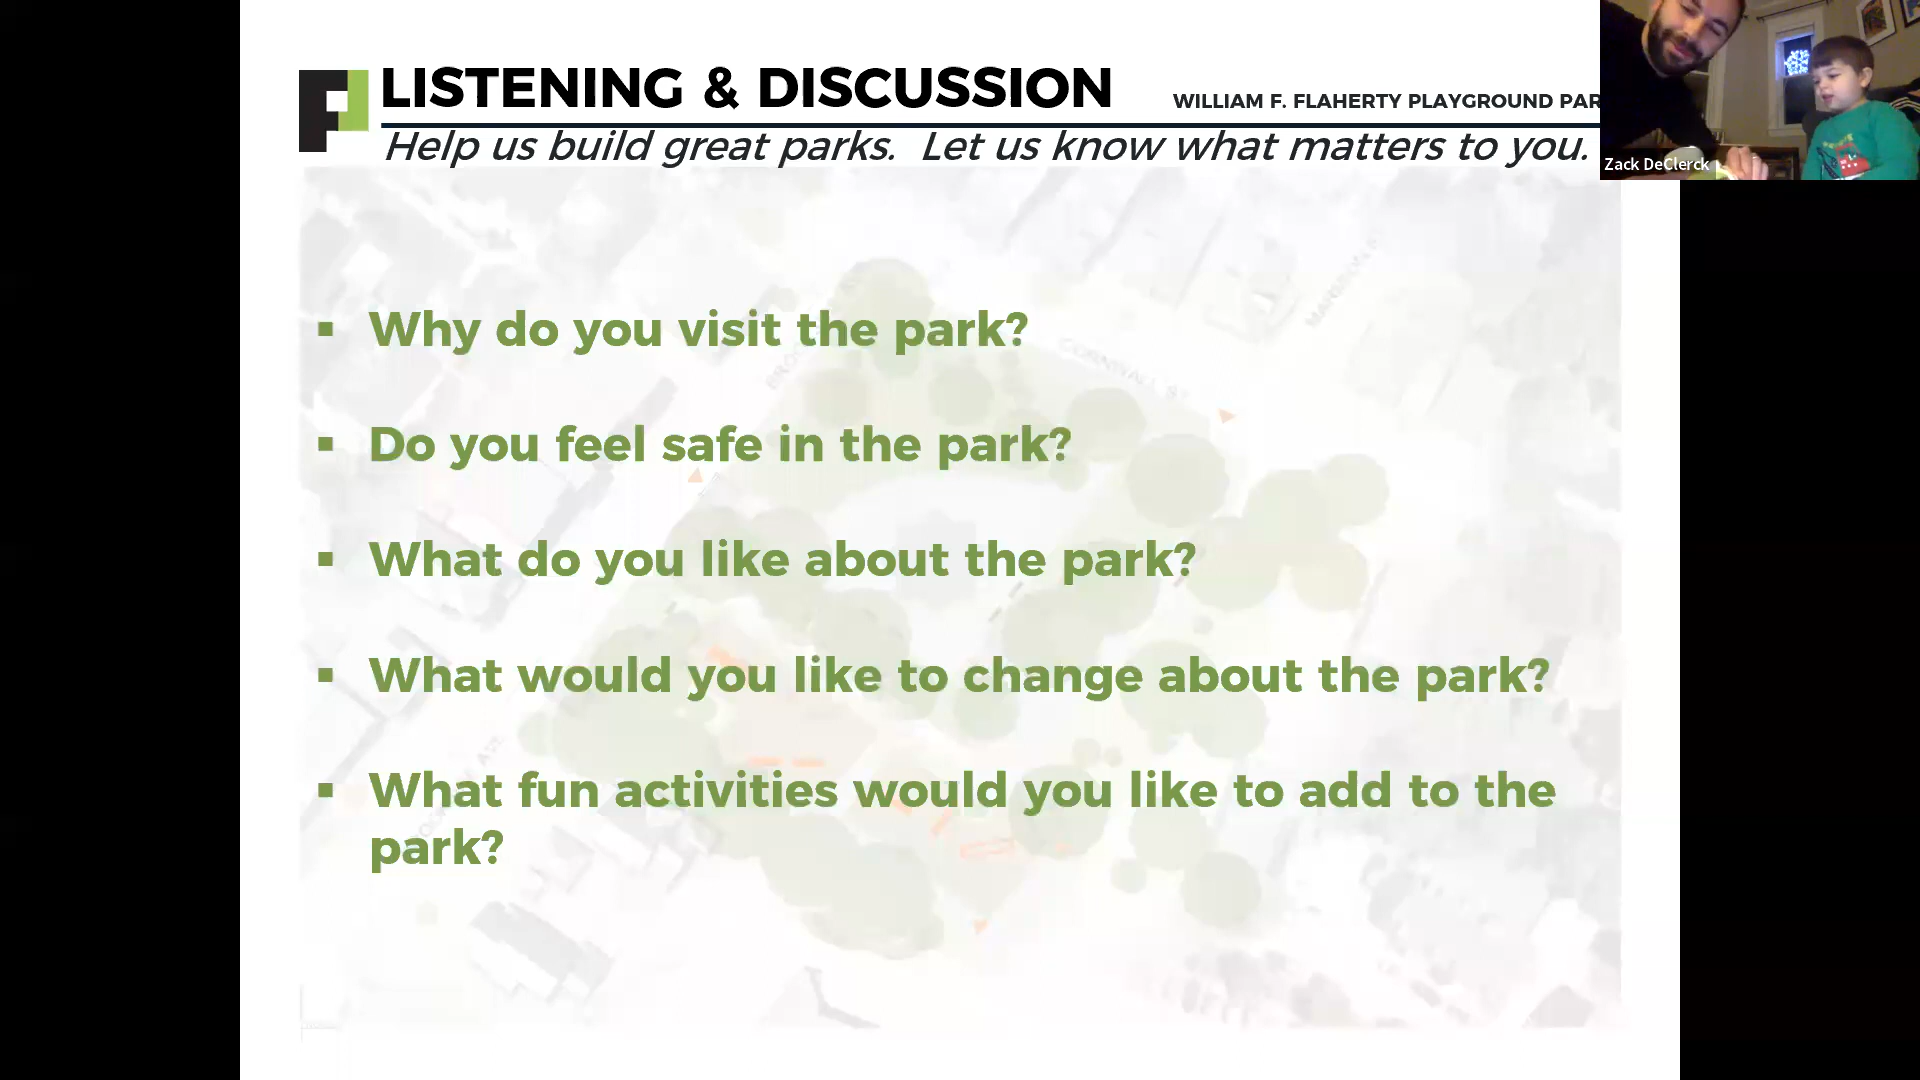 LISTENING & DISCUSSION
WILLIAM F. FLAHERTY PLAYGROUND
Help us build great parks.  Let us know what matters to you.
Zack DeClerck
CORNWALL ST
▪ Why do you visit the park?
▪ Do you feel safe in the park?
▪ What do you like about the park?
▪ What would you like to change about the park?
▪ What fun activities would you like to add to the
park?